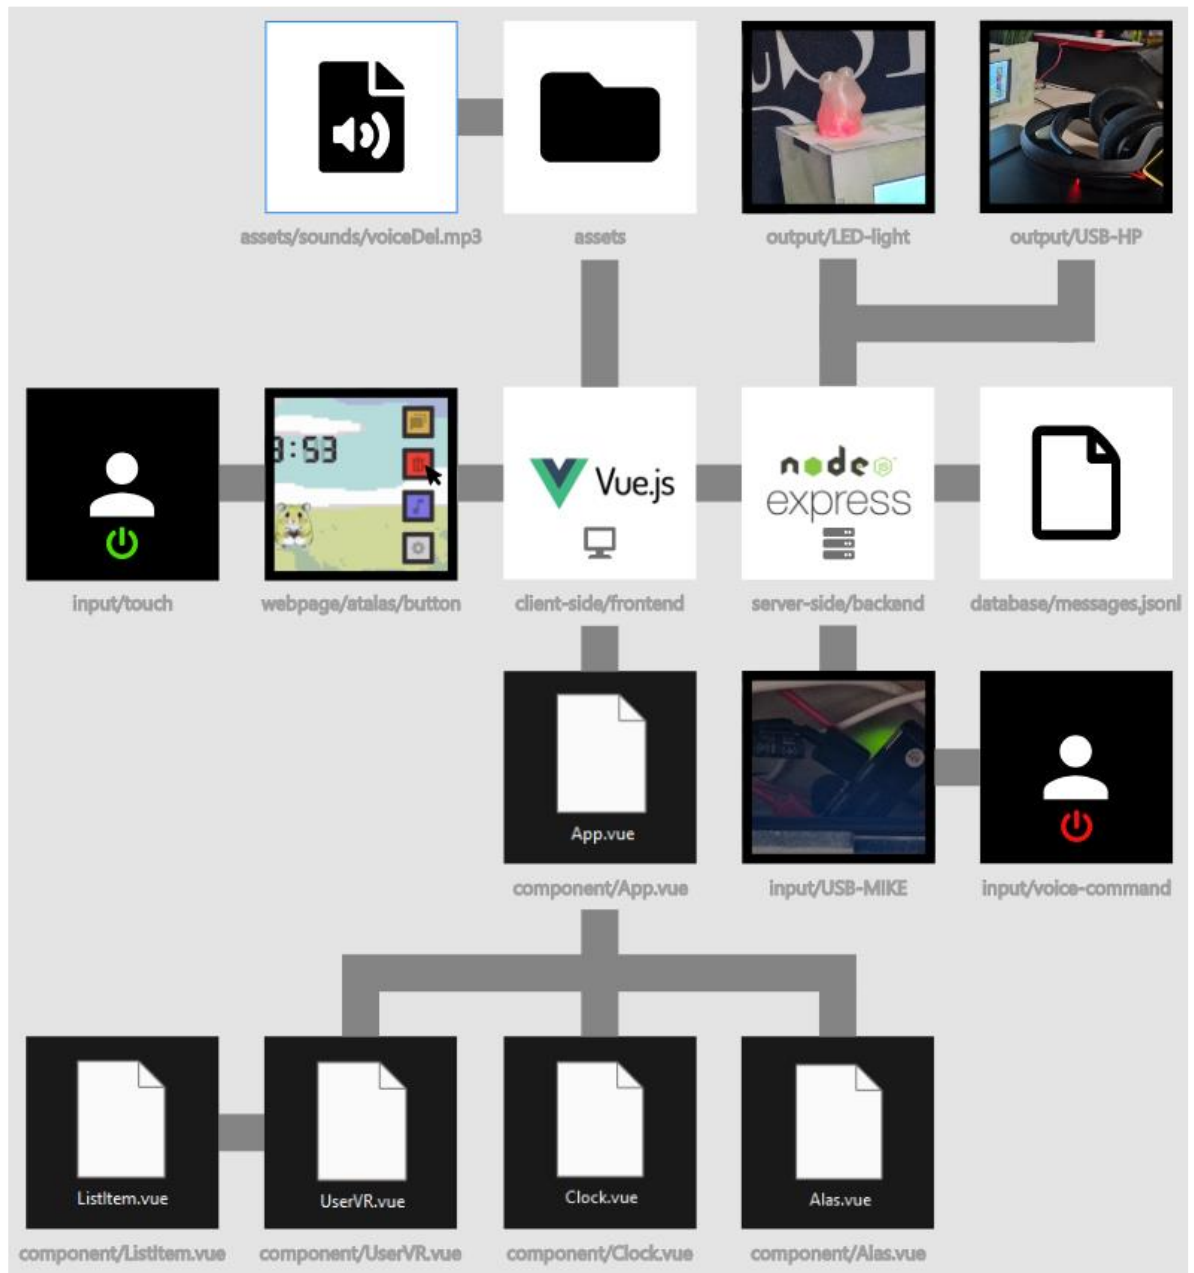 assets/sounds/voiceDel.mp3
assets
output/LED-light
output/USB-HP
3:53
Vue.js
node
JS
express
input/touch
webpage/atalas/button
client-side/frontend
server-side/backend
database/messages.jsonl
App.vue
component/App.vue
input/USB-MIKE
input/voice-command
ListItem.vue
UserVR.vue
Clock.vue
Alas.vue
component/ListItem.vue
component/UserVR.vue
component/Clock.vue
component/Alas.vue